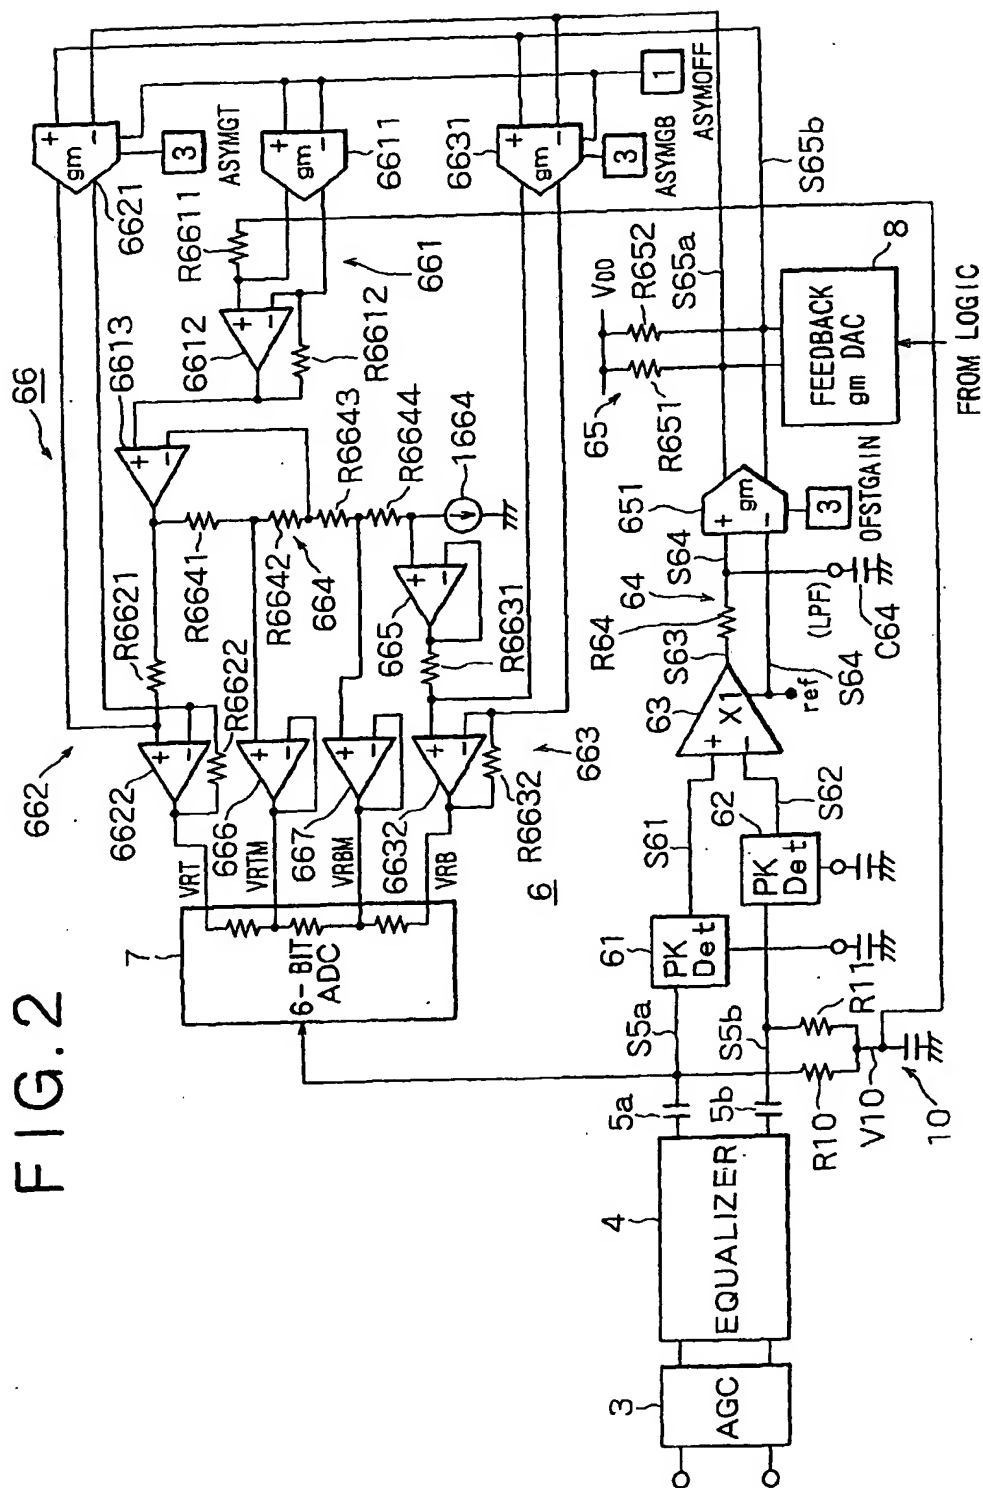 FIG.2
66
662
6622
R6621
6613
R6611
6621
gm
+
−
3
ASYMGT
VRT
R6622
R6641
6612
+
−
666
R6642
664
R6612
661
gm
6611
VRTM
667
R6643
R6644
1664
VRBM
6632
665
R6631
gm
6631
3
ASYMGB
1
ASYMOFF
VRB
R6632
663
7
6-BIT
ADC
6
65
VDD
R651
R652
S65a
S65b
S61
63
S63
R64
64
S64
651
+
−
gm
3
OFSTGAIN
FEEDBACK
gm DAC
8
FROM LOGIC
X1
ref
S64
(LPF)
C64
61
PK
Det
62
PK
Det
S62
S5a
S5b
5a
5b
R10
R11
V10
10
4
EQUALIZER
3
AGC